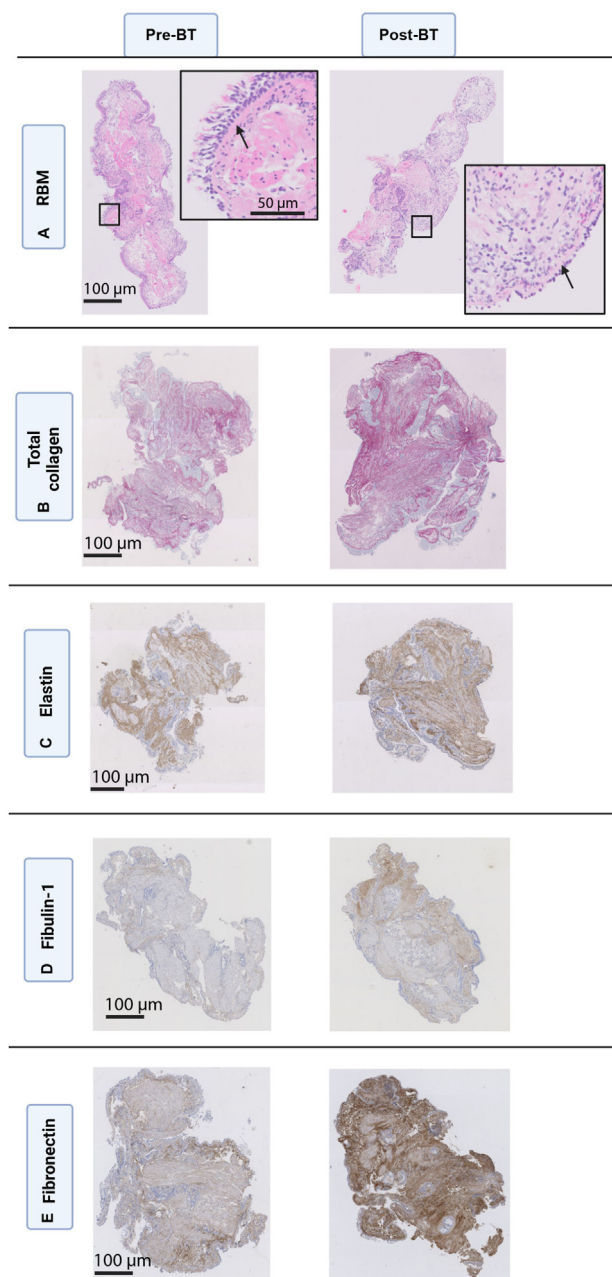 Pre-BT
Post-BT
A RBM
50 µm
100 µm
B Total
collagen
100 µm
C Elastin
100 µm
D Fibulin-1
100 µm
E Fibronectin
100 µm